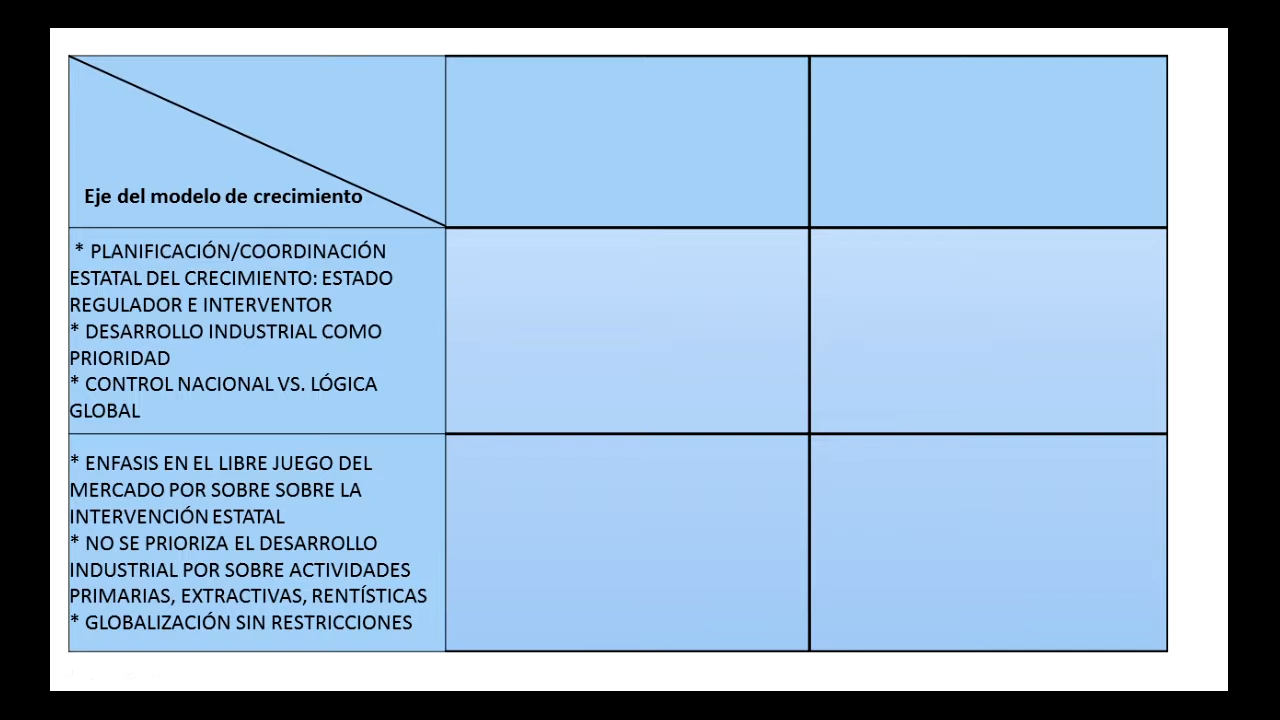 Eje del modelo de crecimiento
* PLANIFICACIÓN/COORDINACIÓN
ESTATAL DEL CRECIMIENTO: ESTADO
REGULADOR E INTERVENTOR
* DESARROLLO INDUSTRIAL COMO
PRIORIDAD
* CONTROL NACIONAL VS. LÓGICA
GLOBAL
* ENFASIS EN EL LIBRE JUEGO DEL
MERCADO POR SOBRE SOBRE LA
INTERVENCIÓN ESTATAL
* NO SE PRIORIZA EL DESARROLLO
INDUSTRIAL POR SOBRE ACTIVIDADES
PRIMARIAS, EXTRACTIVAS, RENTÍSTICAS
* GLOBALIZACIÓN SIN RESTRICCIONES